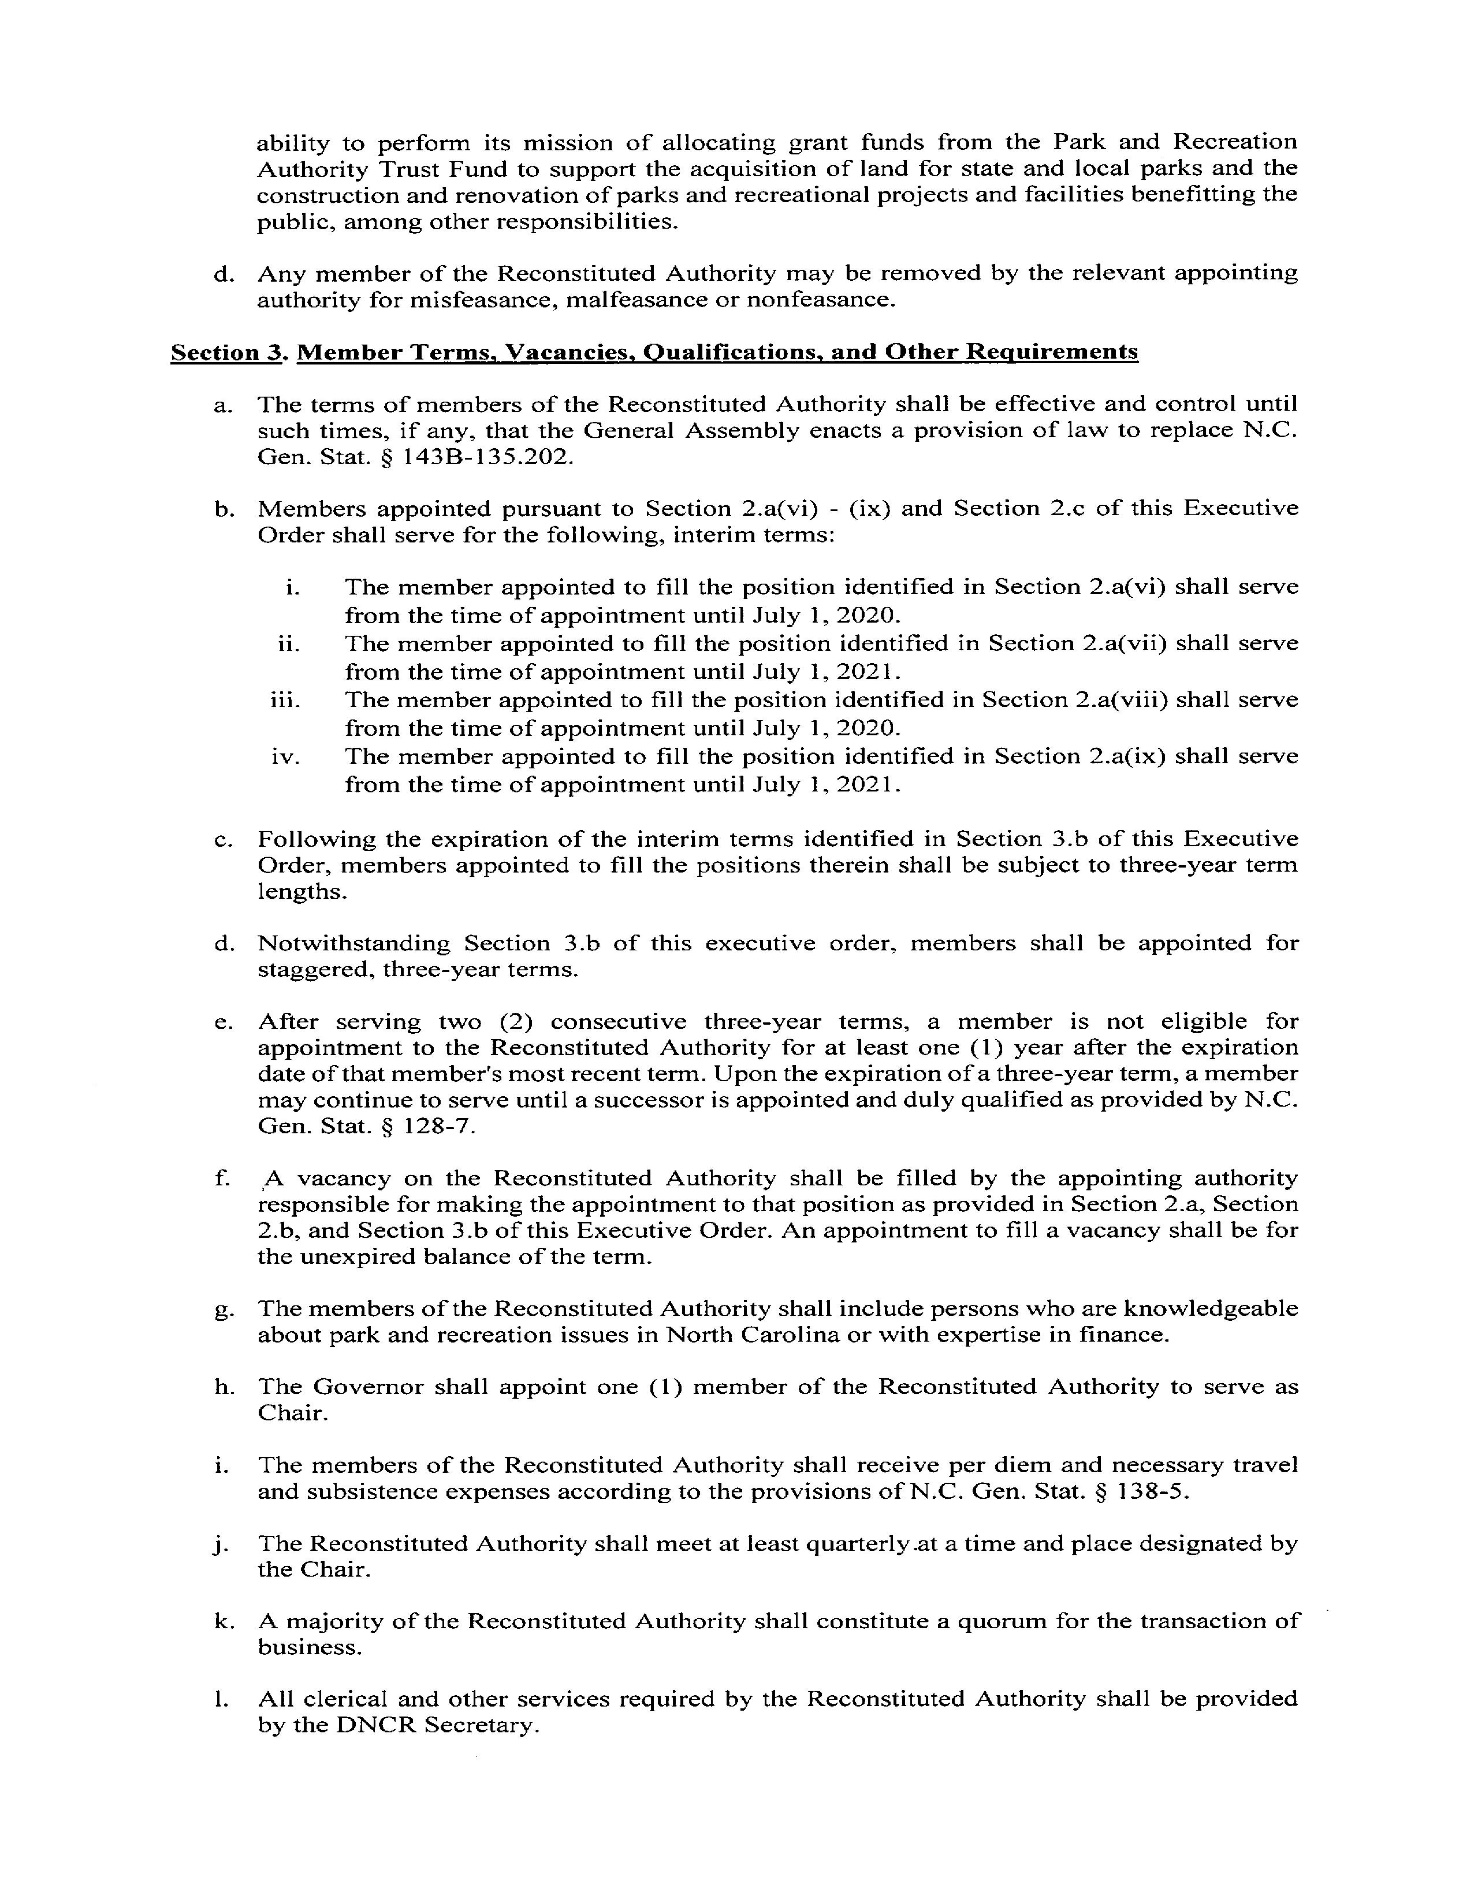 ability to perform its mission of allocating grant funds from the Park and Recreation
Authority Trust Fund to support the acquisition of land for state and local parks and the
construction and renovation of parks and recreational projects and facilities benefitting the
public, among other responsibilities.
d. Any member of the Reconstituted Authority may be removed by the relevant appointing
authority for misfeasance, malfeasance or nonfeasance.
Section 3. Member Terms, Vacancies, Qualifications, and Other Requirements
a. The terms of members of the Reconstituted Authority shall be effective and control until
such times, if any, that the General Assembly enacts a provision of law to replace N.C.
Gen. Stat. § 143B-135.202.
b. Members appointed pursuant to Section 2.a(vi) - (ix) and Section 2.c of this Executive
Order shall serve for the following, interim terms:
i. The member appointed to fill the position identified in Section 2.a(vi) shall serve
from the time of appointment until July 1, 2020.
ii. The member appointed to fill the position identified in Section 2.a(vii) shall serve
from the time of appointment until July 1, 2021.
iii. The member appointed to fill the position identified in Section 2.a(viii) shall serve
from the time of appointment until July 1, 2020.
iv. The member appointed to fill the position identified in Section 2.a(ix) shall serve
from the time of appointment until July 1, 2021.
c. Following the expiration of the interim terms identified in Section 3.b of this Executive
Order, members appointed to fill the positions therein shall be subject to three-year term
lengths.
d. Notwithstanding Section 3.b of this executive order, members shall be appointed for
staggered, three-year terms.
e. After serving two (2) consecutive three-year terms, a member is not eligible for
appointment to the Reconstituted Authority for at least one (1) year after the expiration
date of that member's most recent term. Upon the expiration of a three-year term, a member
may continue to serve until a successor is appointed and duly qualified as provided by N.C.
Gen. Stat. § 128-7.
f. A vacancy on the Reconstituted Authority shall be filled by the appointing authority
responsible for making the appointment to that position as provided in Section 2.a, Section
2.b, and Section 3.b of this Executive Order. An appointment to fill a vacancy shall be for
the unexpired balance of the term.
g. The members of the Reconstituted Authority shall include persons who are knowledgeable
about park and recreation issues in North Carolina or with expertise in finance.
h. The Governor shall appoint one (1) member of the Reconstituted Authority to serve as
Chair.
i. The members of the Reconstituted Authority shall receive per diem and necessary travel
and subsistence expenses according to the provisions of N.C. Gen. Stat. § 138-5.
j. The Reconstituted Authority shall meet at least quarterly at a time and place designated by
the Chair.
k. A majority of the Reconstituted Authority shall constitute a quorum for the transaction of
business.
l. All clerical and other services required by the Reconstituted Authority shall be provided
by the DNCR Secretary.